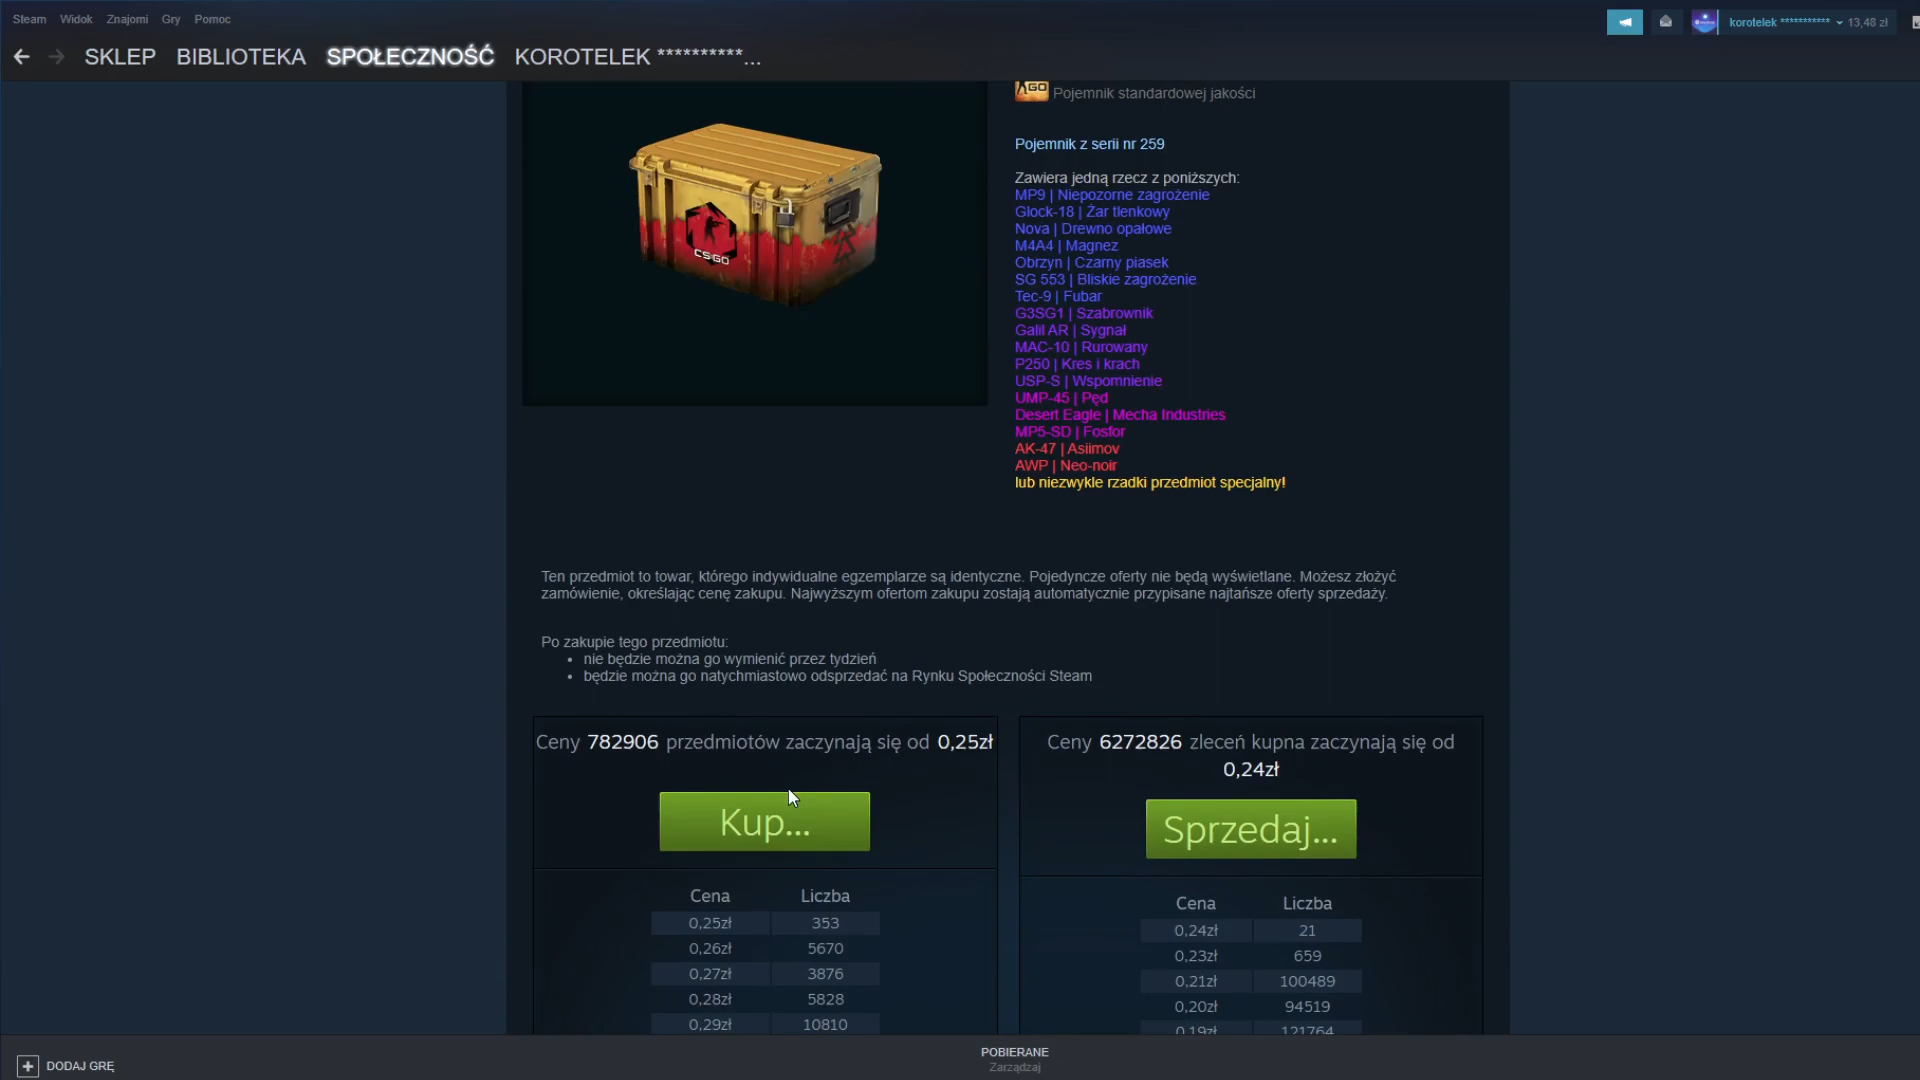 Steam Widok Znajomi Gry Pomoc
korotelek *********** 13,48 zł
SKLEP BIBLIOTEKA SPOŁECZNOŚĆ KOROTELEK **********...
GO
Pojemnik standardowej jakości
Pojemnik z serii nr 259
Zawiera jedną rzecz z poniższych:
MP9 | Niepozorne zagrożenie
Glock-18 | Żar tlenkowy
Nova | Drewno opałowe
M4A4 | Magnez
Obrzyn | Czarny piasek
SG 553 | Bliskie zagrożenie
Tec-9 | Fubar
G3SG1 | Szabrownik
Galil AR | Sygnał
MAC-10 | Rurowany
P250 | Kres i krach
USP-S | Wspomnienie
UMP-45 | Pęd
Desert Eagle | Mecha Industries
MP5-SD | Fosfor
AK-47 | Asiimov
AWP | Neo-noir
lub niezwykle rzadki przedmiot specjalny!
CS:GO
Ten przedmiot to towar, którego indywidualne egzemplarze są identyczne. Pojedyncze oferty nie będą wyświetlane. Możesz złożyć
zamówienie, określając cenę zakupu. Najwyższym ofertom zakupu zostają automatycznie przypisane najtańsze oferty sprzedaży.
Po zakupie tego przedmiotu:
• nie będzie można go wymienić przez tydzień
• będzie można go natychmiastowo odsprzedać na Rynku Społeczności Steam
Ceny 782906 przedmiotów zaczynają się od 0,25zł
Kup...
Cena Liczba
0,25zł 353
0,26zł 5670
0,27zł 3876
0,28zł 5828
0,29zł 10810
Ceny 6272826 zleceń kupna zaczynają się od
0,24zł
Sprzedaj...
Cena Liczba
0,24zł 21
0,23zł 659
0,21zł 100489
0,20zł 94519
0,19zł 121764
DODAJ GRĘ
POBIERANE
Zarządzaj